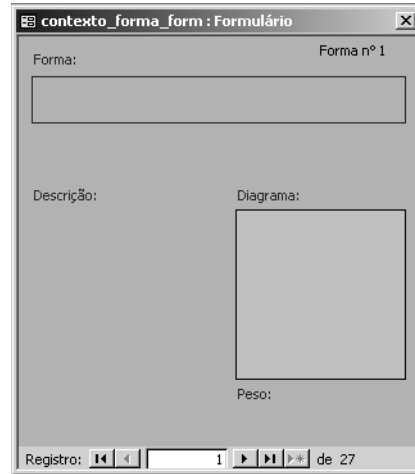 contexto_forma_form : Formulário
Forma nº 1
Forma:
Descrição:
Diagrama:
Peso:
Registro: 1 de 27